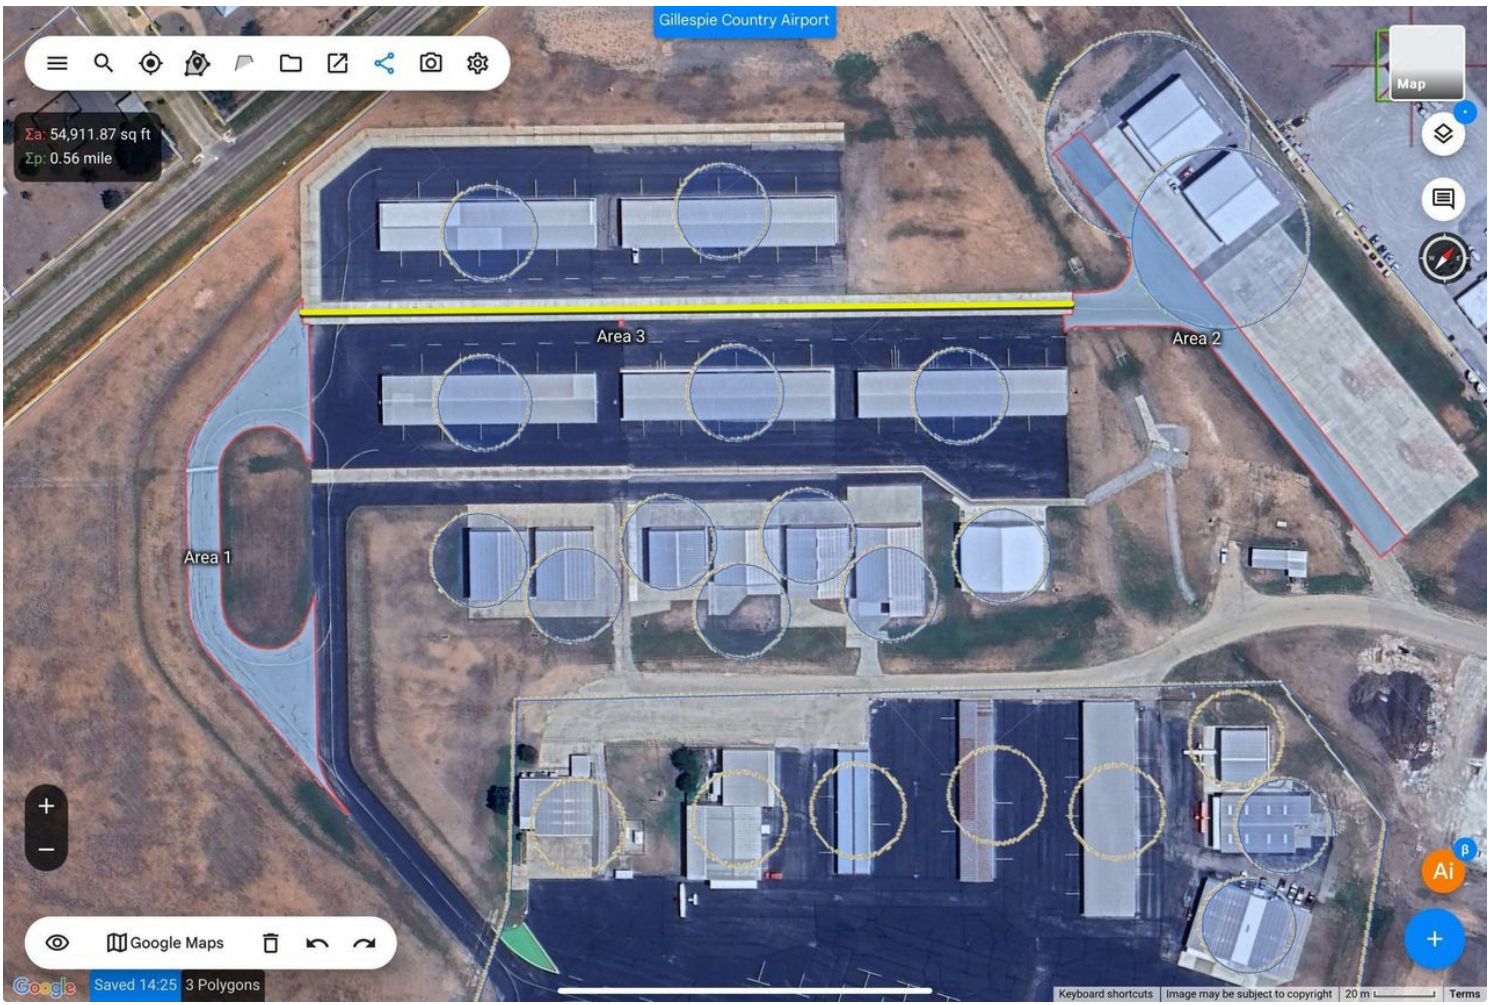 Gillespie Country Airport
Map
Σa: 54,911.87 sq ft
Σp: 0.56 mile
Area 3
Area 2
Area 1
+
−
β
Ai
+
Google Maps
Google
Saved 14:25
3 Polygons
Keyboard shortcuts
Image may be subject to copyright
20 m
Terms